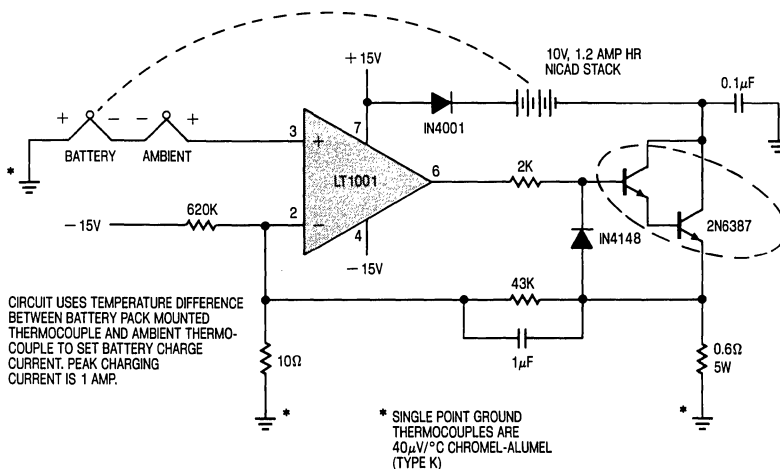 10V, 1.2 AMP HR
NICAD STACK
+15V
0.1µF
IN4001
+ − − +
BATTERY AMBIENT
*
3
+
7
LT1001
6
2K
2N6387
−15V
620K
2
−
4
−15V
IN4148
43K
1µF
CIRCUIT USES TEMPERATURE DIFFERENCE
BETWEEN BATTERY PACK MOUNTED
THERMOCOUPLE AND AMBIENT THERMO-
COUPLE TO SET BATTERY CHARGE
CURRENT. PEAK CHARGING
CURRENT IS 1 AMP.
10Ω
*
0.6Ω
5W
*
* SINGLE POINT GROUND
THERMOCOUPLES ARE
40µV/°C CHROMEL-ALUMEL
(TYPE K)